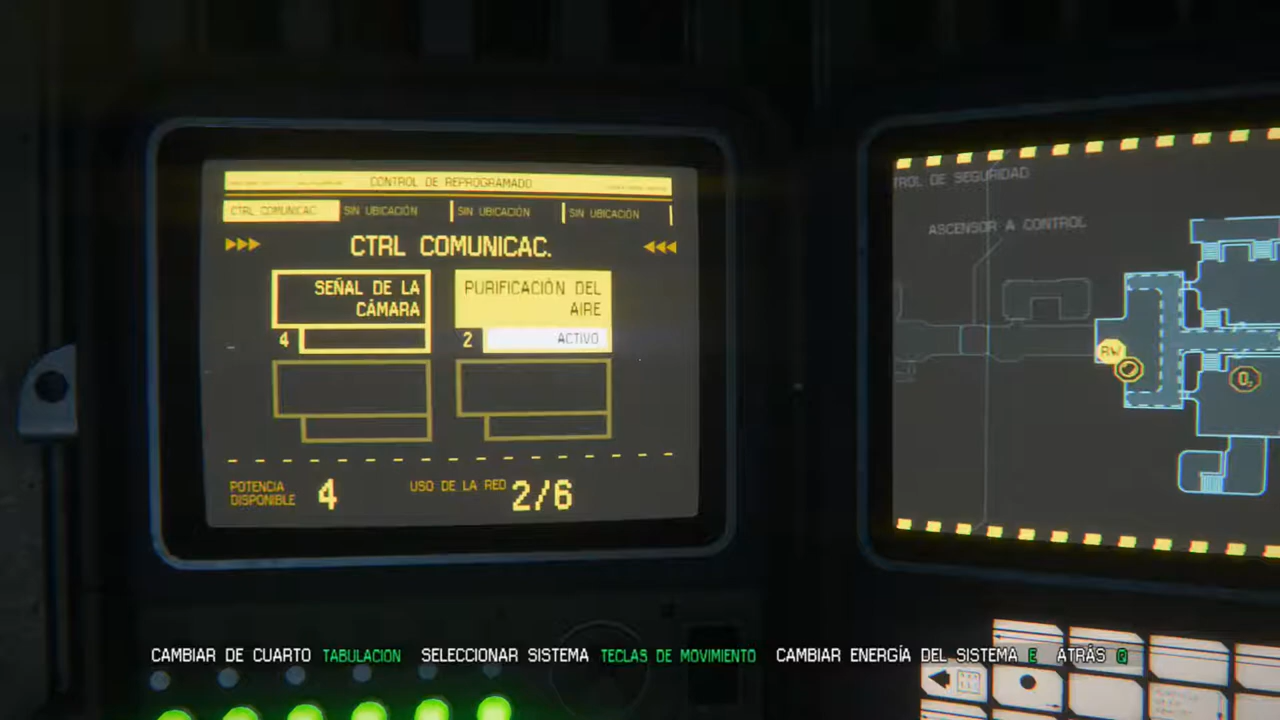 CONTROL DE REPROGRAMADO
CTRL COMUNICAC. SIN UBICACIÓN SIN UBICACIÓN SIN UBICACIÓN
CTRL COMUNICAC.
SEÑAL DE LA
CÁMARA
4
PURIFICACIÓN DEL
AIRE
2 ACTIVO
POTENCIA
DISPONIBLE 4
USO DE LA RED 2/6
TROL DE SEGURIDAD
ASCENSOR A CONTROL
RW
O₂
CAMBIAR DE CUARTO TABULACION SELECCIONAR SISTEMA TECLAS DE MOVIMIENTO CAMBIAR ENERGÍA DEL SISTEMA E ATRÁS Q